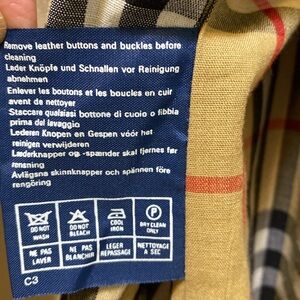 Remove leather buttons and buckles before
cleaning
Lader Knöpfe und Schnallen vor Reinigung
abnehmen
Enlever les boutons et les boucles en cuir
avant de nettoyer
Staccare qualsiasi bottone di cuoio o fibbia
prima del lavaggio
Lederen Knopen en Gespen vóór het
reinigen verwijderen
Læderknapper og -spænder skal fjernes før
rensning
Avlägsna skinnknapper och spännen före
rengöring
DO NOT WASH
DO NOT BLEACH
COOL IRON
P
DRY CLEAN ONLY
NE PAS LAVER
NE PAS BLANCHIR
LEGER REPASSAGE
NETTOYAGE A SEC
C3